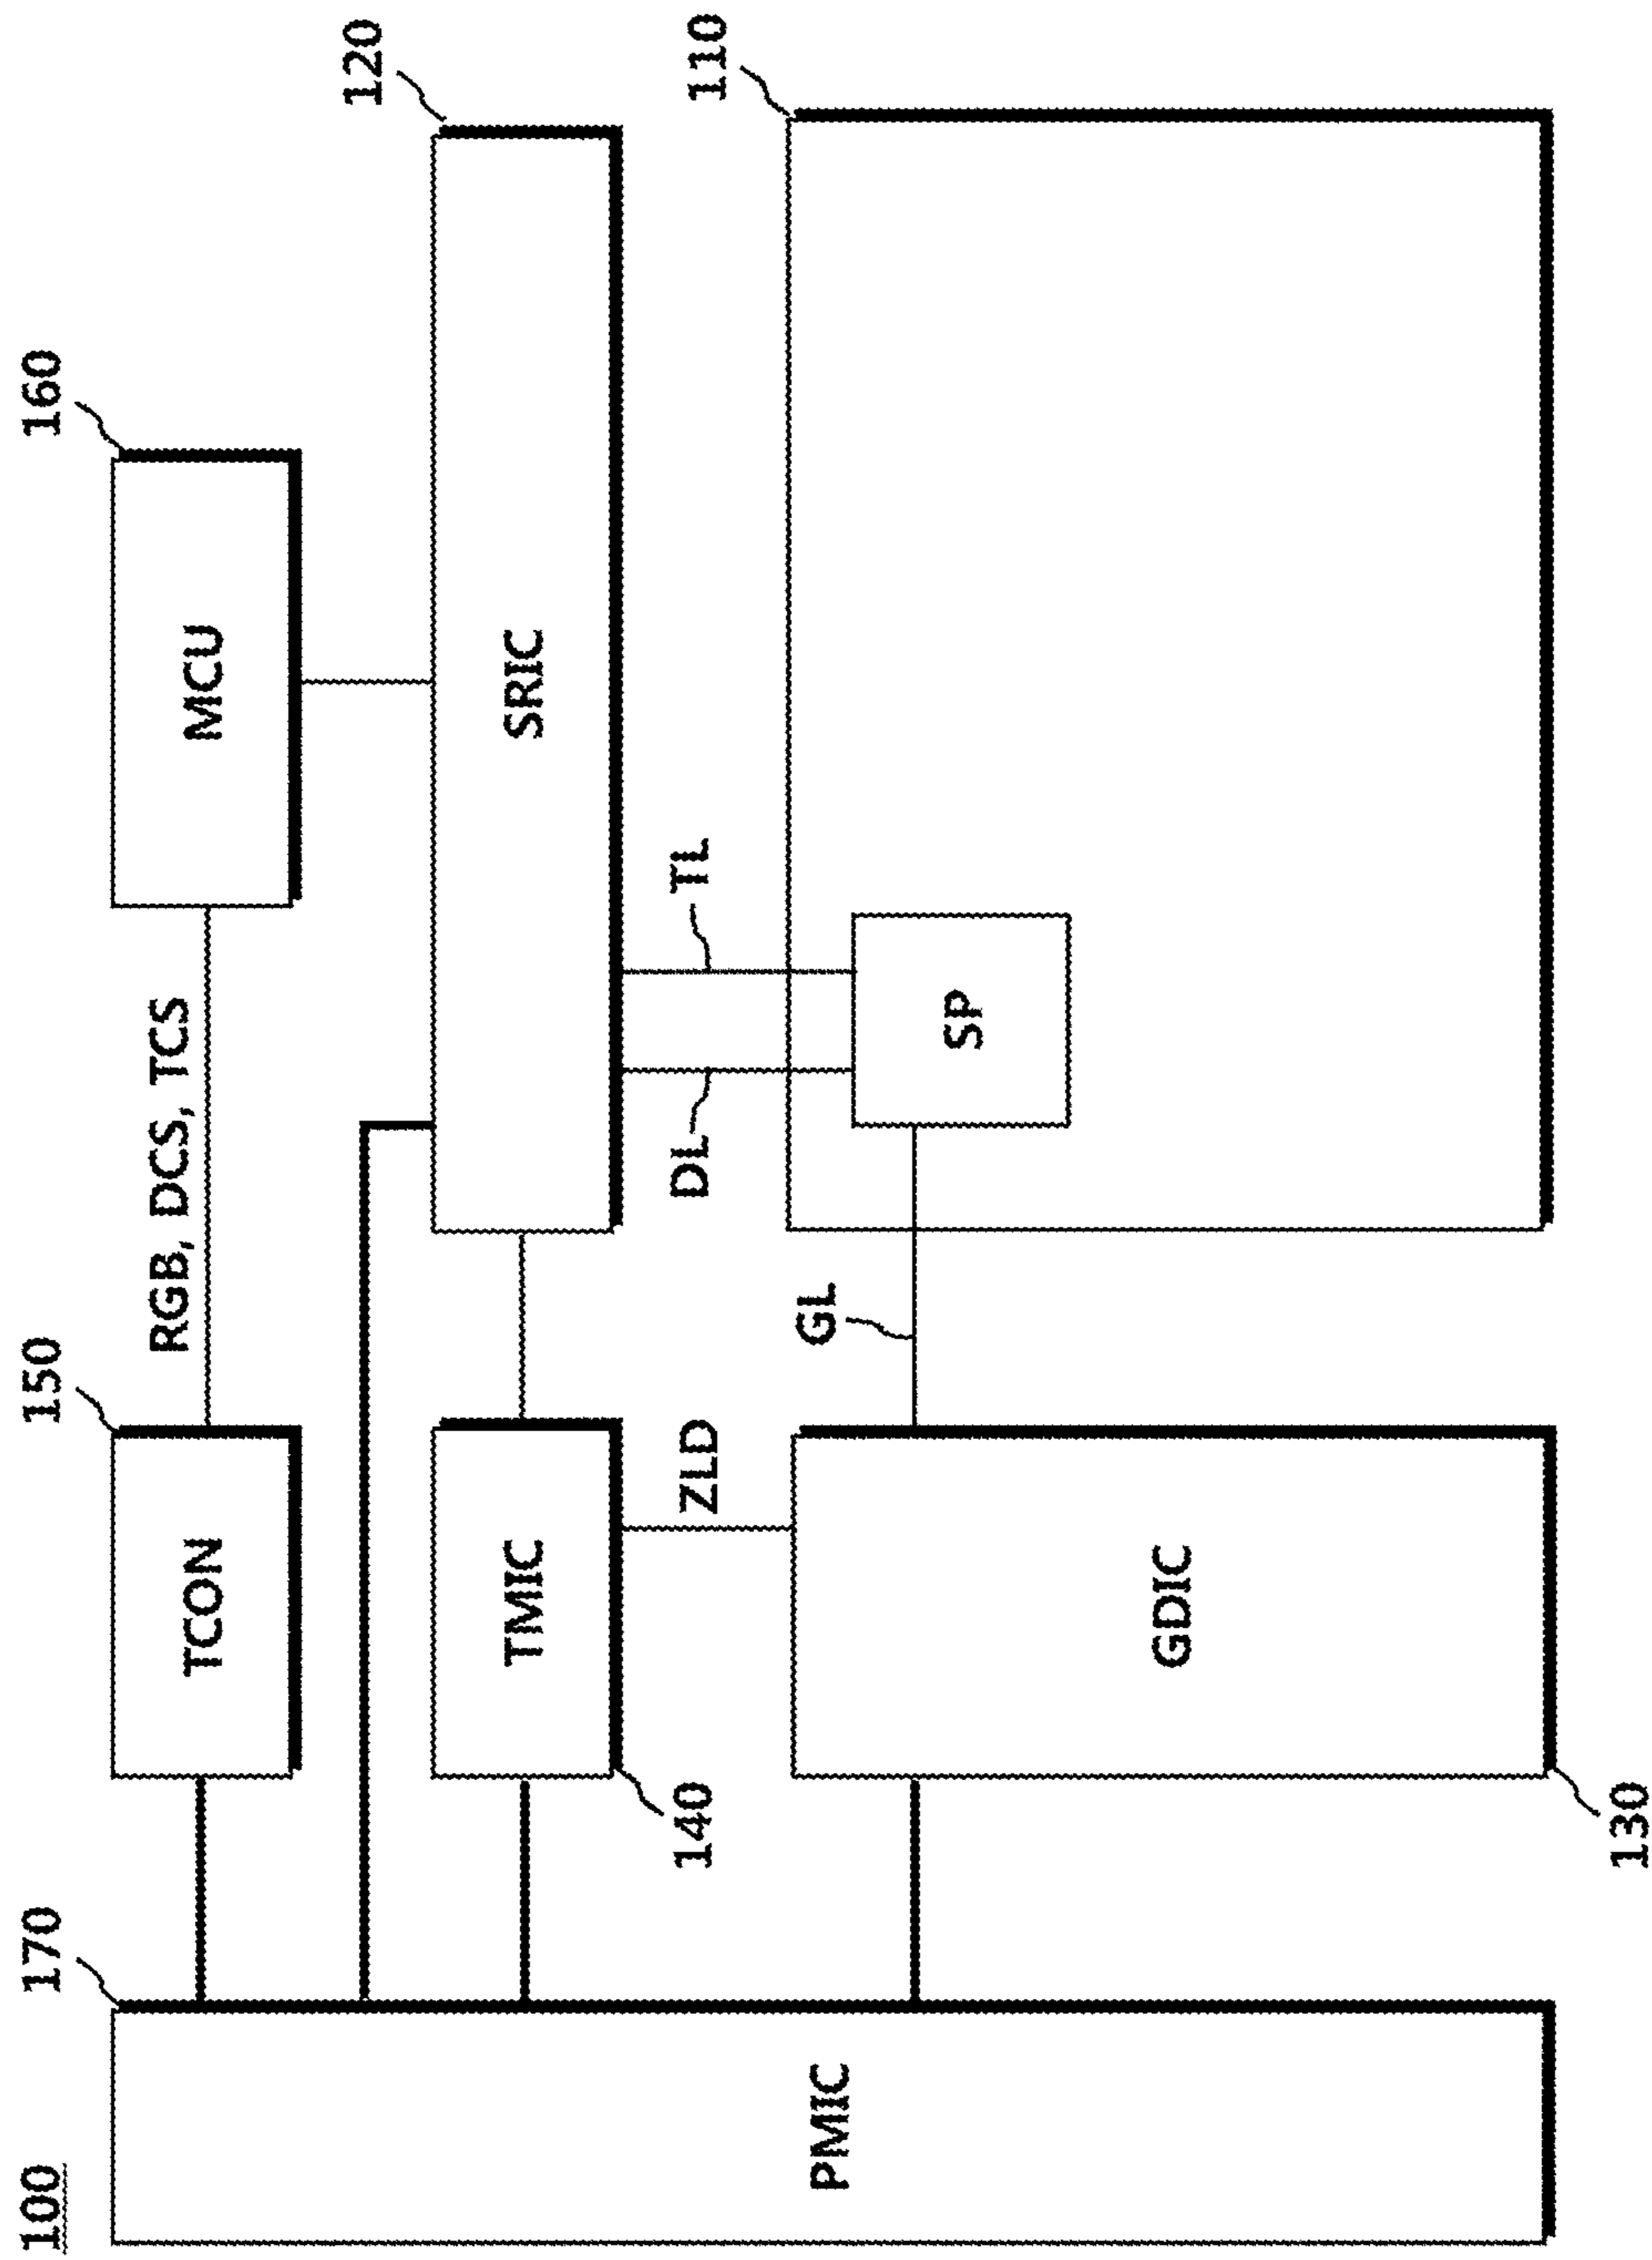 100
170
150
160
120
110
130
140
PMIC
TCON
RGB, DCS, TCS
MCU
TMIC
SRIC
ZLD
DL
TL
GL
GDIC
SP